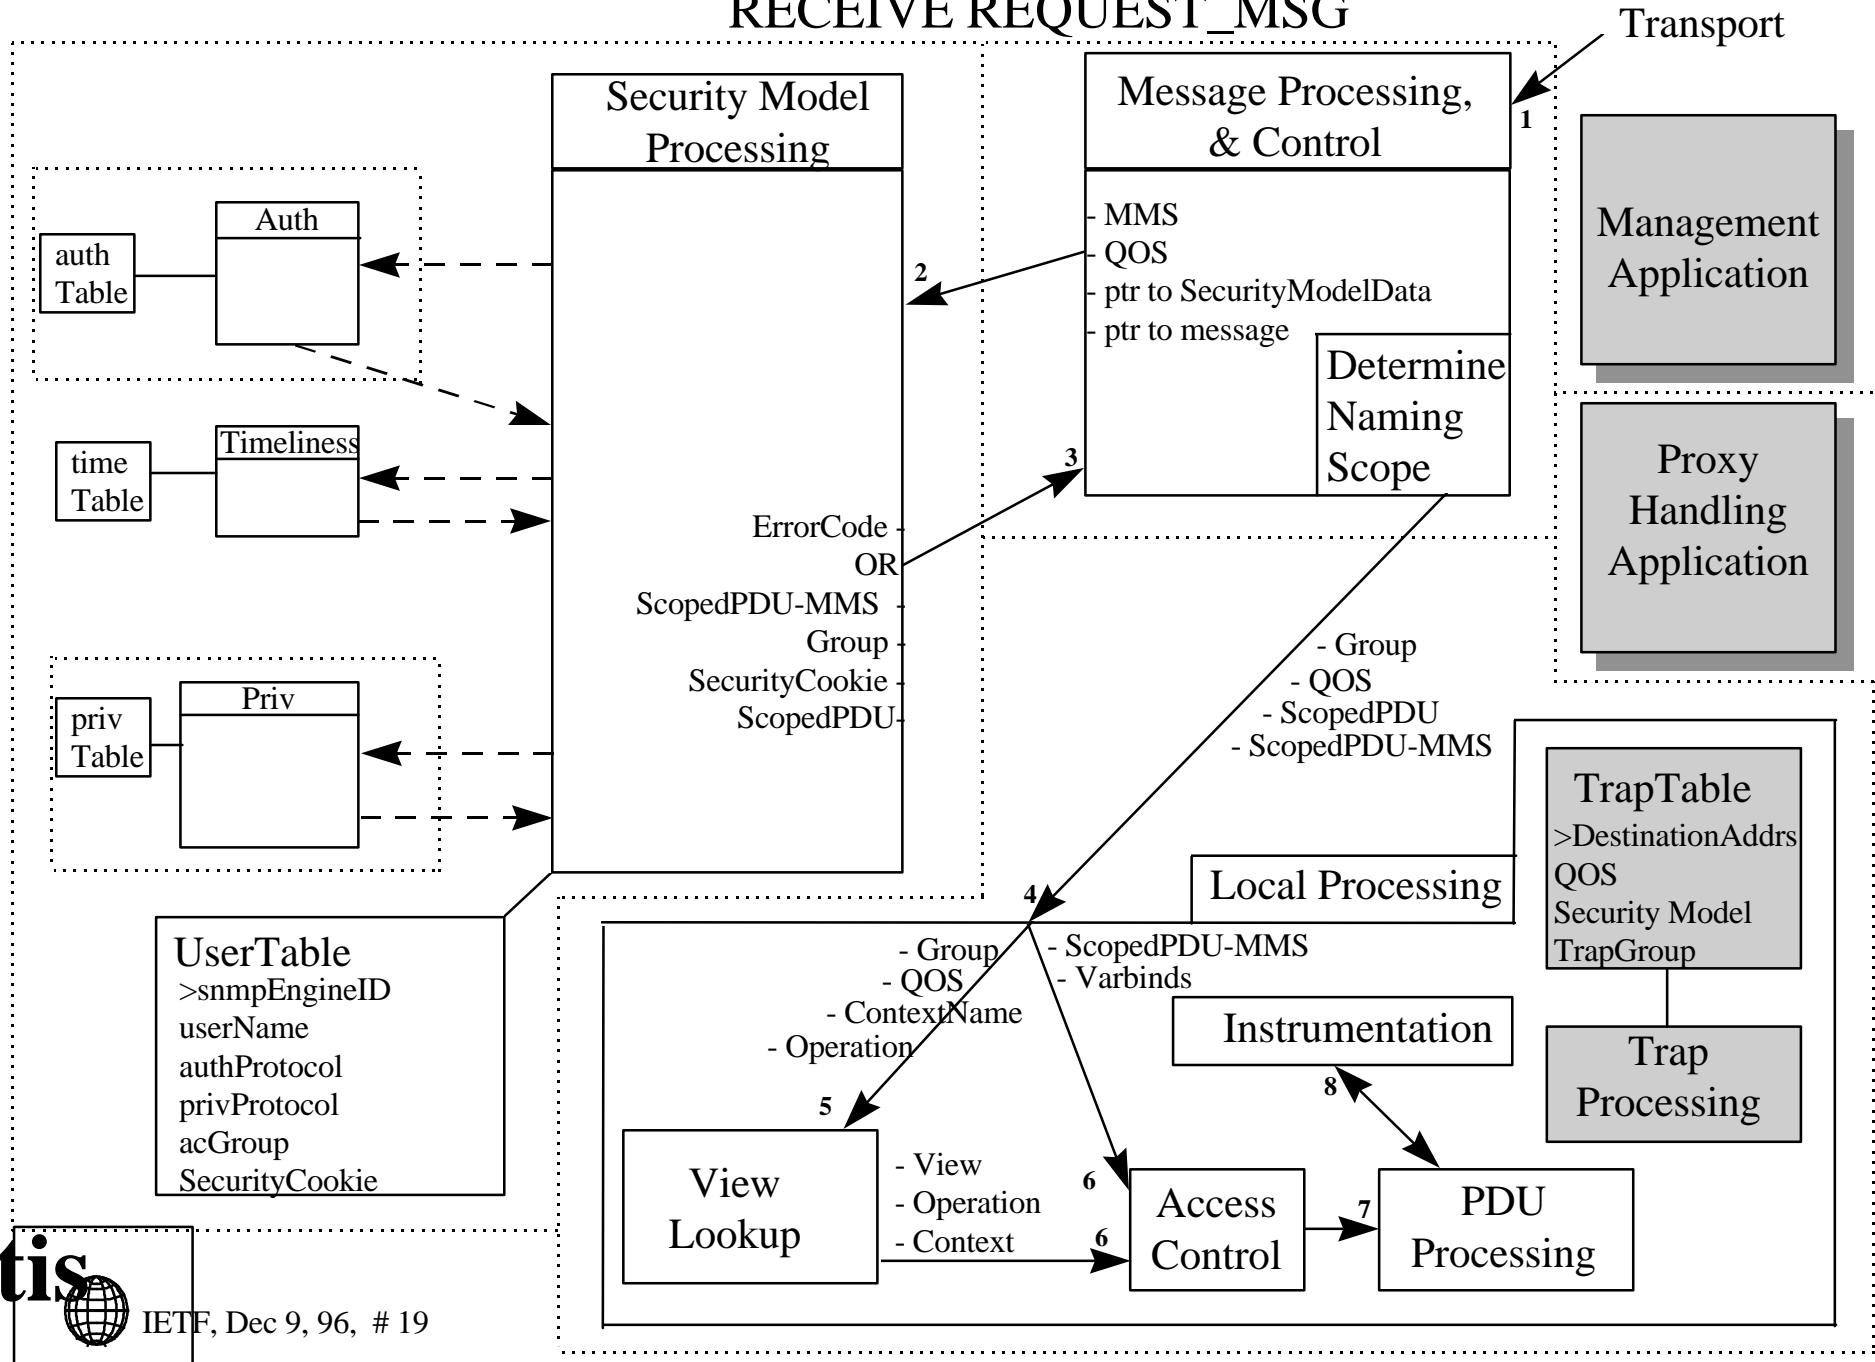 RECEIVE REQUEST_MSG
Transport
1
Security Model
Processing
Message Processing,
& Control
- MMS
- QOS
- ptr to SecurityModelData
- ptr to message
Determine
Naming
Scope
Management
Application
Proxy
Handling
Application
Auth
auth
Table
Timeliness
time
Table
Priv
priv
Table
2
3
ErrorCode -
OR
ScopedPDU-MMS -
Group -
SecurityCookie -
ScopedPDU-
- Group
- QOS
- ScopedPDU
- ScopedPDU-MMS
UserTable
>snmpEngineID
userName
authProtocol
privProtocol
acGroup
SecurityCookie
4
Local Processing
TrapTable
>DestinationAddrs
QOS
Security Model
TrapGroup
Trap
Processing
- Group
- QOS
- ContextName
- Operation
- ScopedPDU-MMS
- Varbinds
Instrumentation
8
5
View
Lookup
- View
- Operation
- Context
6
6
Access
Control
7
PDU
Processing
tis
IETF, Dec 9, 96, # 19